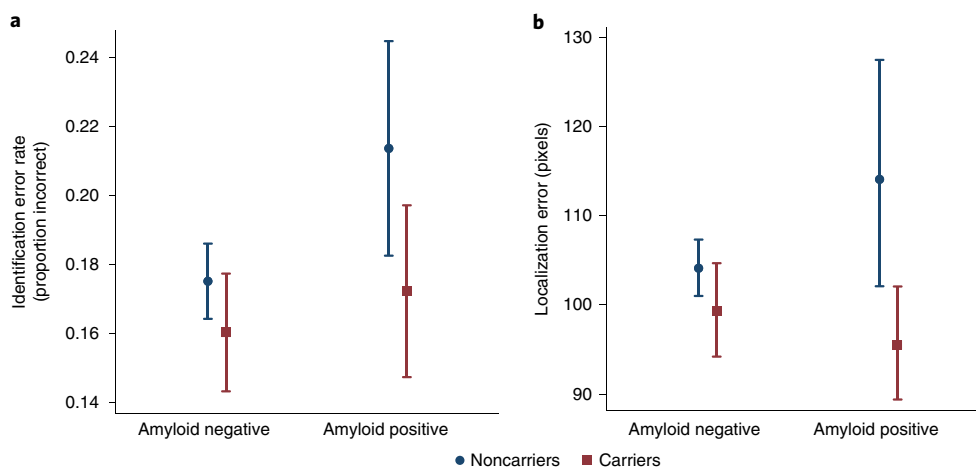 a
Identification error rate
(proportion incorrect)
0.24
0.22
0.20
0.18
0.16
0.14
Amyloid negative
Amyloid positive
b
Localization error (pixels)
130
120
110
100
90
Amyloid negative
Amyloid positive
Noncarriers
Carriers